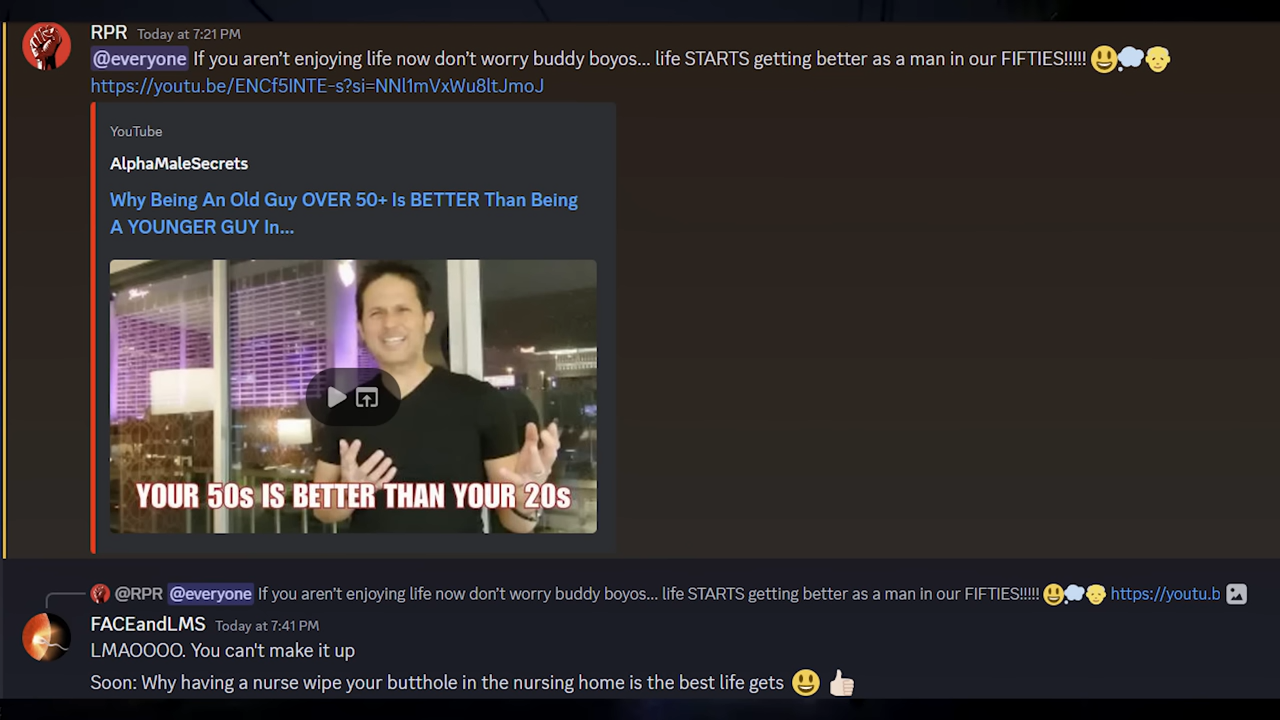 RPR Today at 7:21 PM
@everyone If you aren't enjoying life now don't worry buddy boyos... life STARTS getting better as a man in our FIFTIES!!!!! 😃💭👴
https://youtu.be/ENCf5INTE-s?si=NNl1mVxWu8ltJmoJ
YouTube
AlphaMaleSecrets
Why Being An Old Guy OVER 50+ Is BETTER Than Being
A YOUNGER GUY In...
YOUR 50s IS BETTER THAN YOUR 20s
@RPR @everyone If you aren't enjoying life now don't worry buddy boyos... life STARTS getting better as a man in our FIFTIES!!!!! 😃💭👴 https://youtu.b
FACEandLMS Today at 7:41 PM
LMAOOOO. You can't make it up
Soon: Why having a nurse wipe your butthole in the nursing home is the best life gets 😃 👍🏻